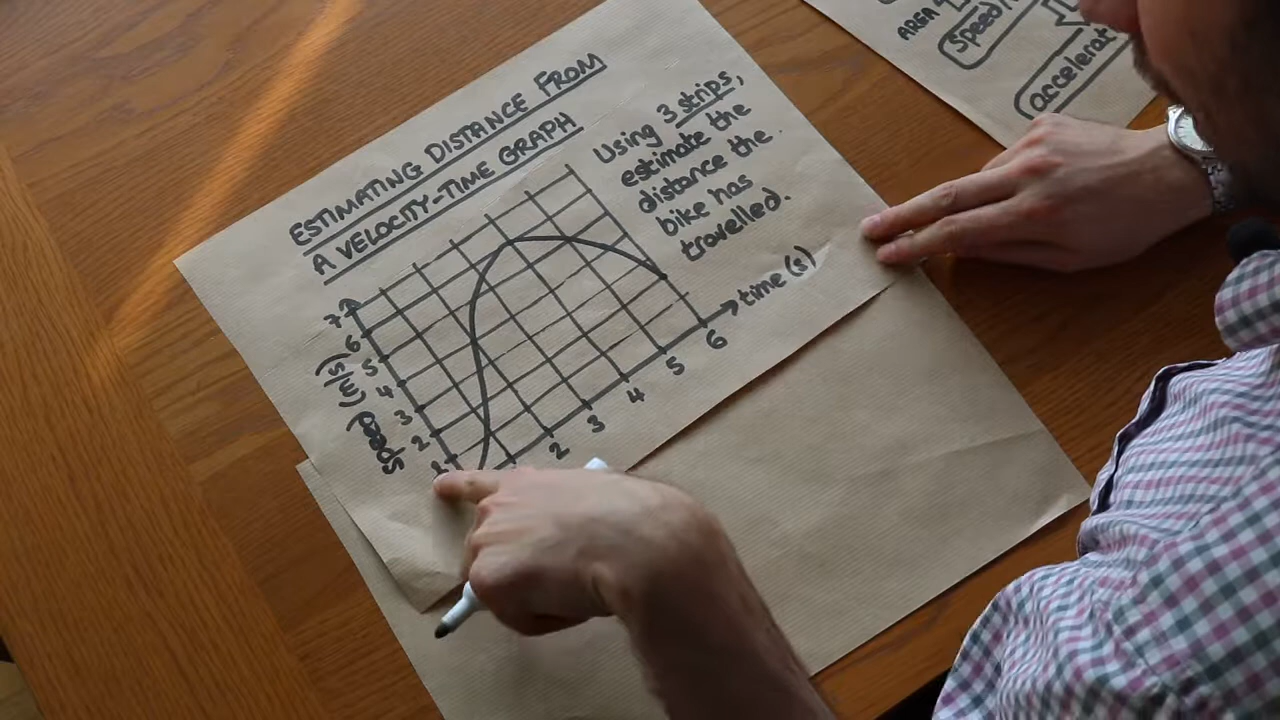 ESTIMATING DISTANCE FROM
A VELOCITY-TIME GRAPH
Using 3 strips,
estimate the
distance the
bike has
travelled.
speed (m/s)
7
6
5
4
3
2
1
2
3
4
5
6
time (s)
AREA
Speed/
accelerat